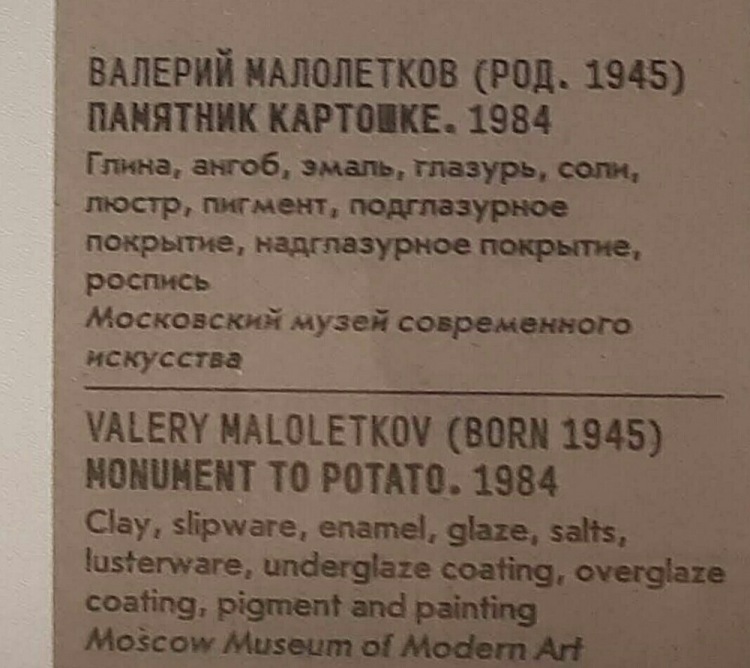 ВАЛЕРИЙ МАЛОЛЕТКОВ (РОД. 1945)
ПАМЯТНИК КАРТОШКЕ. 1984
Глина, ангоб, эмаль, глазурь, соли,
люстр, пигмент, подглазурное
покрытие, надглазурное покрытие,
роспись
Московский музей современного
искусства
VALERY MALOLETKOV (BORN 1945)
MONUMENT TO POTATO. 1984
Clay, slipware, enamel, glaze, salts,
lusterware, underglaze coating, overglaze
coating, pigment and painting
Moscow Museum of Modern Art